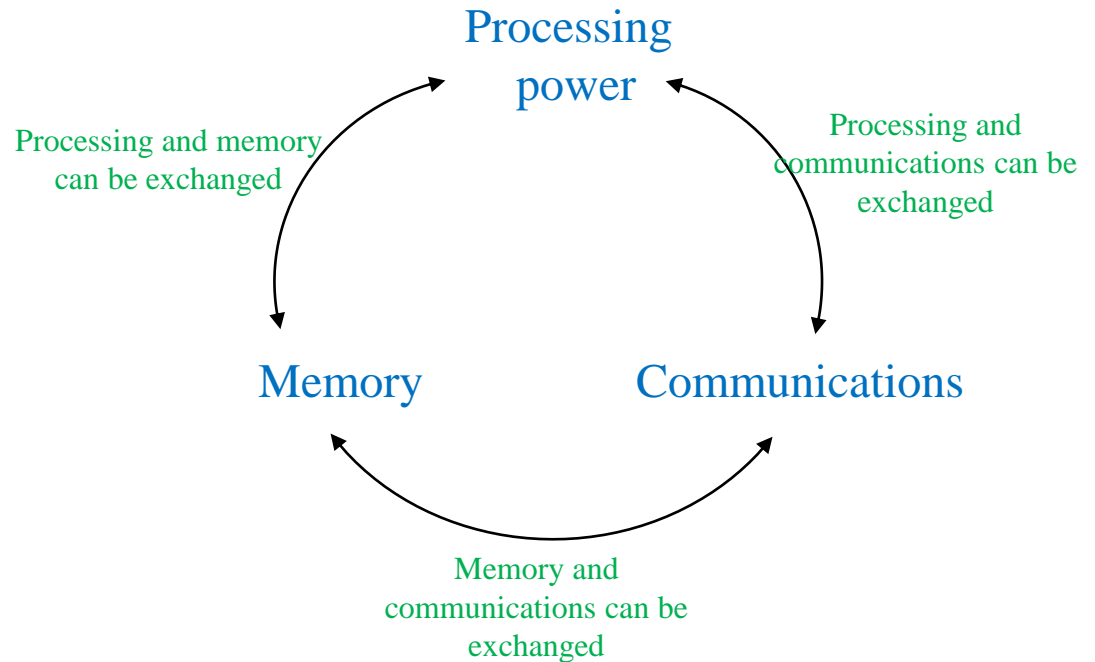 Processing
power
Processing and memory
can be exchanged
Processing and
communications can be
exchanged
Memory
Communications
Memory and
communications can be
exchanged